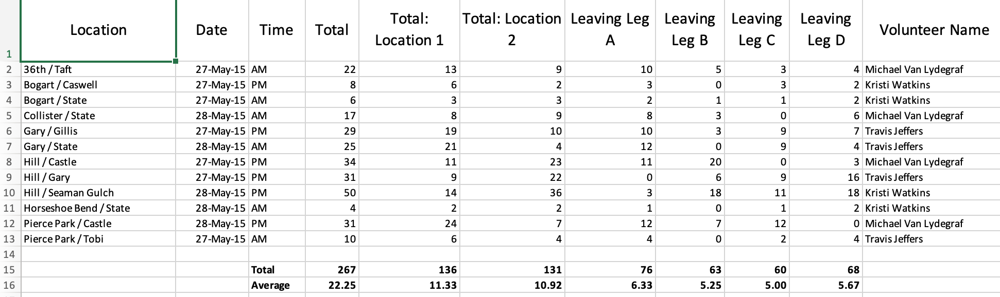 Location Date Time Total Total: Location 1 Total: Location 2 Leaving Leg A Leaving Leg B Leaving Leg C Leaving Leg D Volunteer Name
1
2 36th / Taft 27-May-15 AM 22 13 9 10 5 3 4 Michael Van Lydegraf
3 Bogart / Caswell 27-May-15 PM 8 6 2 3 0 3 2 Kristi Watkins
4 Bogart / State 27-May-15 AM 6 3 3 2 1 1 2 Kristi Watkins
5 Collister / State 28-May-15 AM 17 8 9 8 3 0 6 Michael Van Lydegraf
6 Gary / Gillis 27-May-15 PM 29 19 10 10 3 9 7 Travis Jeffers
7 Gary / State 28-May-15 AM 25 21 4 12 0 9 4 Travis Jeffers
8 Hill / Castle 27-May-15 PM 34 11 23 11 20 0 3 Michael Van Lydegraf
9 Hill / Gary 27-May-15 PM 31 9 22 0 6 9 16 Travis Jeffers
10 Hill / Seaman Gulch 28-May-15 PM 50 14 36 3 18 11 18 Kristi Watkins
11 Horseshoe Bend / State 28-May-15 AM 4 2 2 1 0 1 2 Kristi Watkins
12 Pierce Park / Castle 28-May-15 PM 31 24 7 12 7 12 0 Michael Van Lydegraf
13 Pierce Park / Tobi 27-May-15 AM 10 6 4 4 0 2 4 Travis Jeffers
14
15 Total 267 136 131 76 63 60 68
16 Average 22.25 11.33 10.92 6.33 5.25 5.00 5.67